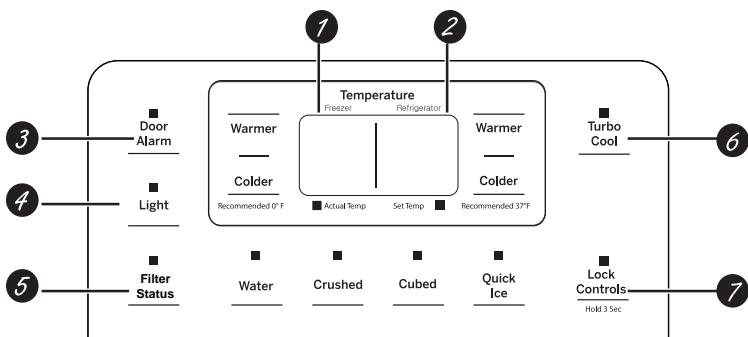 1
2
Temperature
Freezer
Refrigerator
3
Door
Alarm
Warmer
Warmer
Turbo
Cool
6
4
Light
Colder
Colder
Recommended 0° F
Actual Temp
Set Temp
Recommended 37°F
5
Filter
Status
Water
Crushed
Cubed
Quick
Ice
Lock
Controls
Hold 3 Sec
7